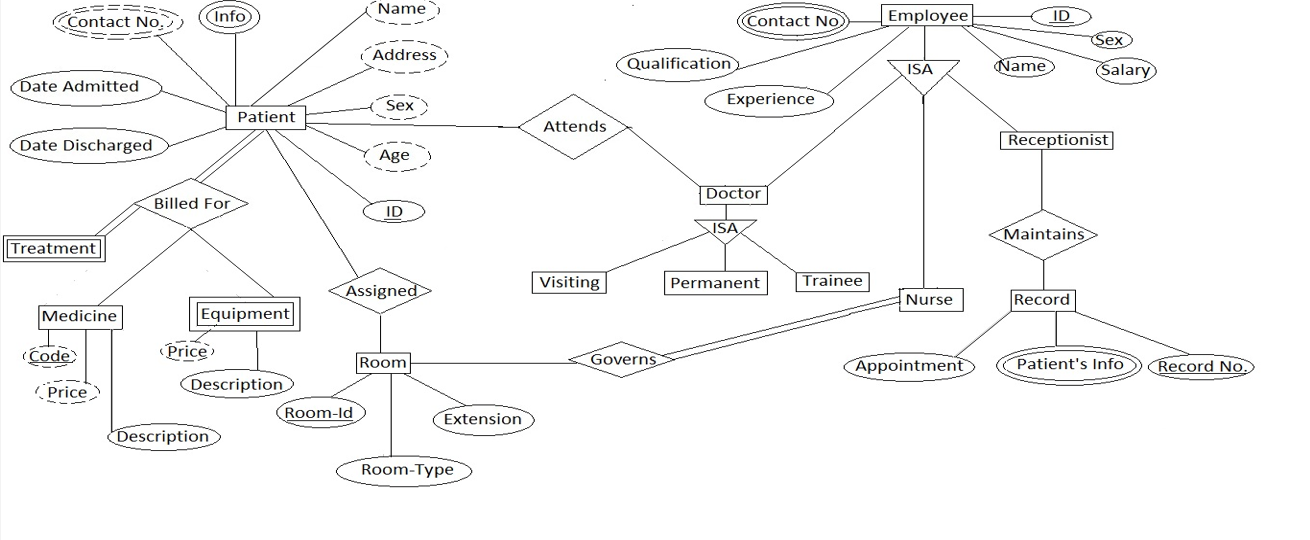 Contact No.
Info
Name
Address
Date Admitted
Sex
Patient
Date Discharged
Age
ID
Billed For
Treatment
Assigned
Medicine
Equipment
Code
Price
Price
Description
Description
Room
Room-Id
Extension
Room-Type
Attends
Contact No
Employee
ID
Sex
Qualification
Name
Salary
ISA
Experience
Receptionist
Doctor
ISA
Maintains
Visiting
Permanent
Trainee
Nurse
Record
Governs
Appointment
Patient's Info
Record No.